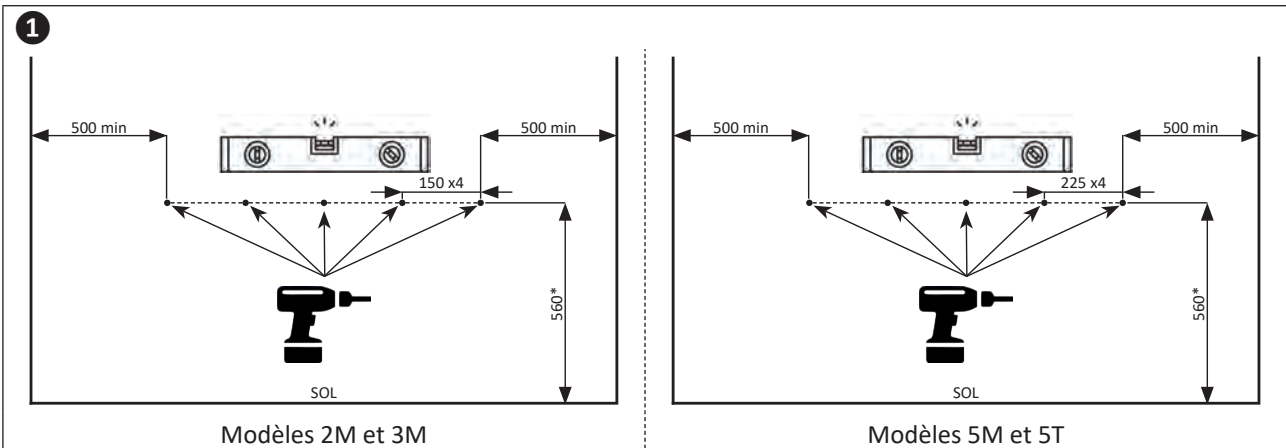 1
500 min
500 min
150 x4
560*
SOL
Modèles 2M et 3M
500 min
500 min
225 x4
560*
SOL
Modèles 5M et 5T